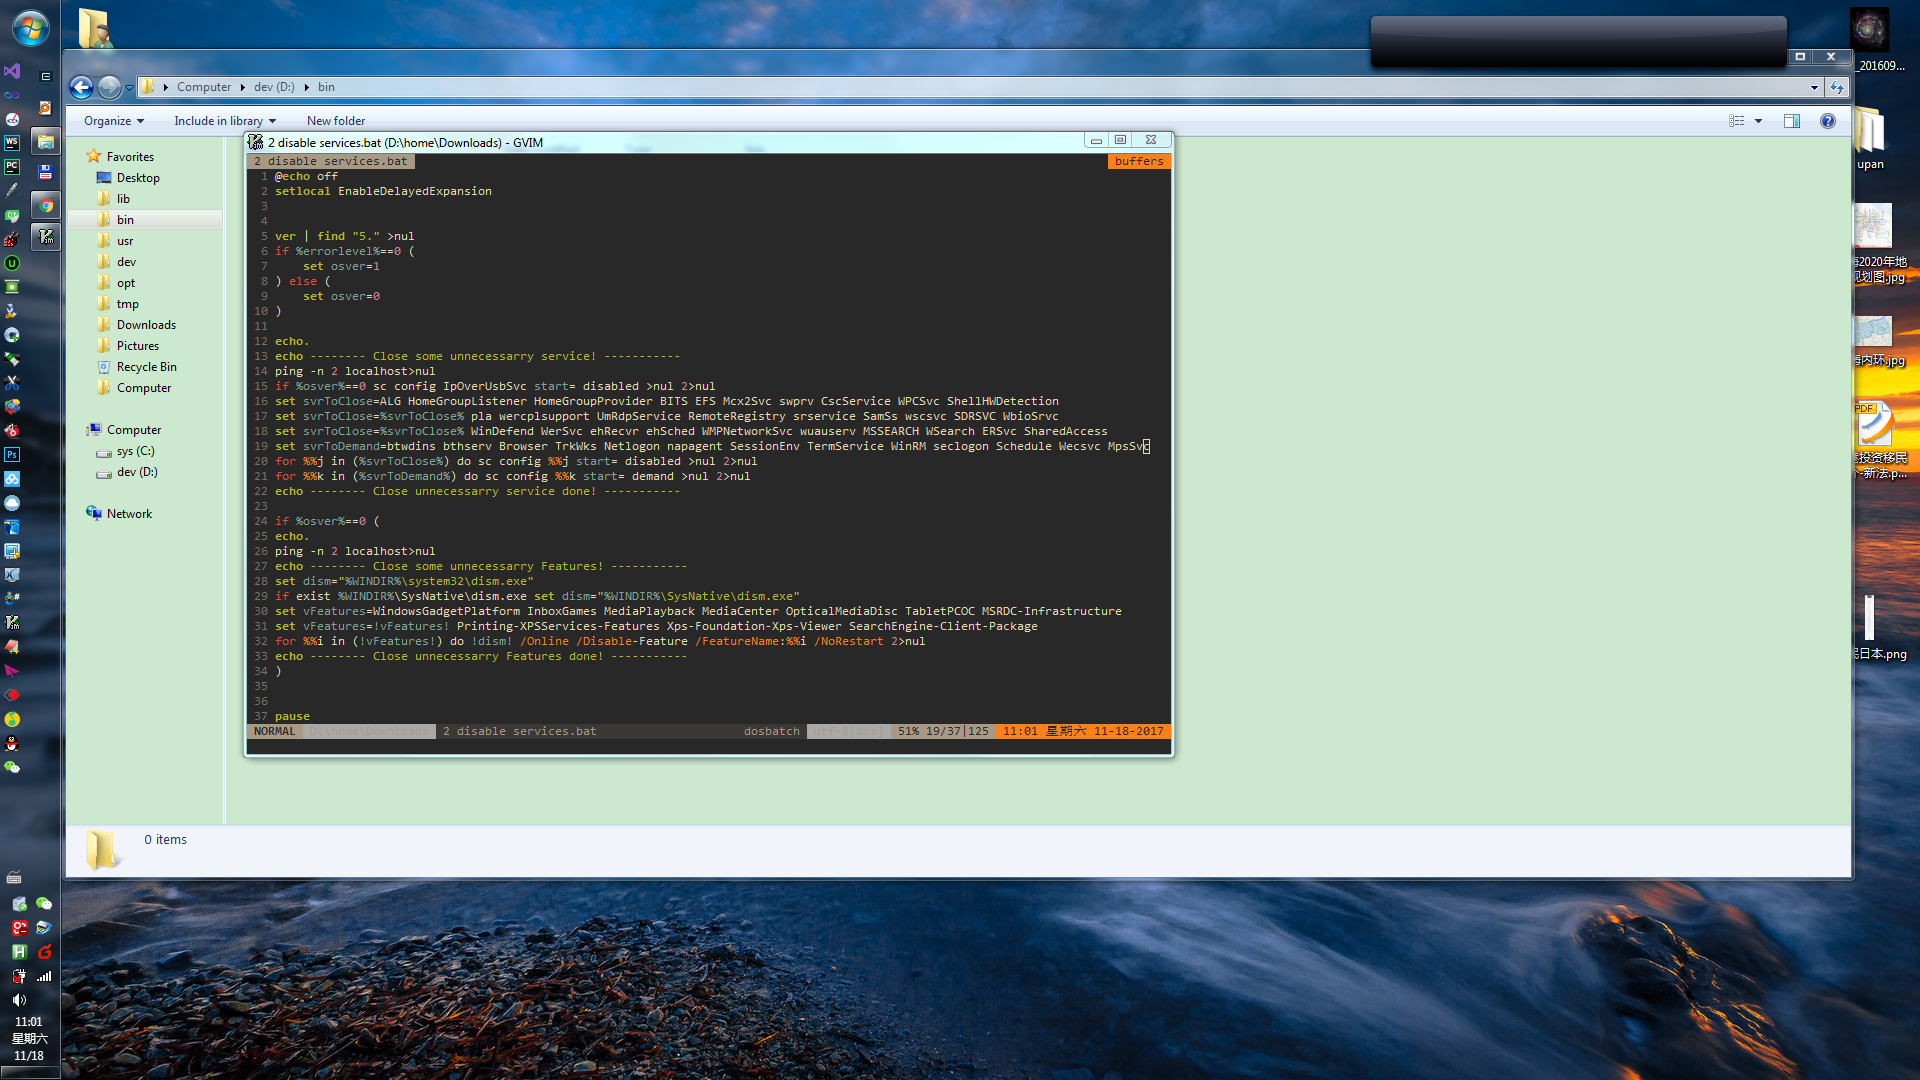 _201609...
Computer dev (D:) bin
Organize Include in library New folder
upan
Favorites
Desktop
lib
bin
usr
dev
opt
tmp
Downloads
Pictures
Recycle Bin
Computer
Computer
sys (C:)
dev (D:)
Network
2 disable services.bat (D:\home\Downloads) - GVIM
2 disable services.bat buffers
1 @echo off
2 setlocal EnableDelayedExpansion
3
4
5 ver | find "5." >nul
6 if %errorlevel%==0 (
7 set osver=1
8 ) else (
9 set osver=0
10 )
11
12 echo.
13 echo -------- Close some unnecessarry service! -----------
14 ping -n 2 localhost>nul
15 if %osver%==0 sc config IpOverUsbSvc start= disabled >nul 2>nul
16 set svrToClose=ALG HomeGroupListener HomeGroupProvider BITS EFS Mcx2Svc swprv CscService WPCSvc ShellHWDetection
17 set svrToClose=%svrToClose% pla wercplsupport UmRdpService RemoteRegistry srservice SamSs wscsvc SDRSVC WbioSrvc
18 set svrToClose=%svrToClose% WinDefend WerSvc ehRecvr ehSched WMPNetworkSvc wuauserv MSSEARCH WSearch ERSvc SharedAccess
19 set svrToDemand=btwdins bthserv Browser TrkWks Netlogon napagent SessionEnv TermService WinRM seclogon Schedule Wecsvc MpsSvc
20 for %%j in (%svrToClose%) do sc config %%j start= disabled >nul 2>nul
21 for %%k in (%svrToDemand%) do sc config %%k start= demand >nul 2>nul
22 echo -------- Close unnecessarry service done! -----------
23
24 if %osver%==0 (
25 echo.
26 ping -n 2 localhost>nul
27 echo -------- Close some unnecessarry Features! -----------
28 set dism="%WINDIR%\system32\dism.exe"
29 if exist %WINDIR%\SysNative\dism.exe set dism="%WINDIR%\SysNative\dism.exe"
30 set vFeatures=WindowsGadgetPlatform InboxGames MediaPlayback MediaCenter OpticalMediaDisc TabletPCOC MSRDC-Infrastructure
31 set vFeatures=!vFeatures! Printing-XPSServices-Features Xps-Foundation-Xps-Viewer SearchEngine-Client-Package
32 for %%i in (!vFeatures!) do !dism! /Online /Disable-Feature /FeatureName:%%i /NoRestart 2>nul
33 echo -------- Close unnecessarry Features done! -----------
34 )
35
36
37 pause
NORMAL D:\home\Downloads 2 disable services.bat dosbatch utf-8[dos] 51% 19/37|125 11:01 星期六 11-18-2017
0 items
2020年地
划图.jpg
内环.jpg
PDF
投资移民
-新法.p...
日本.png
11:01
星期六
11/18